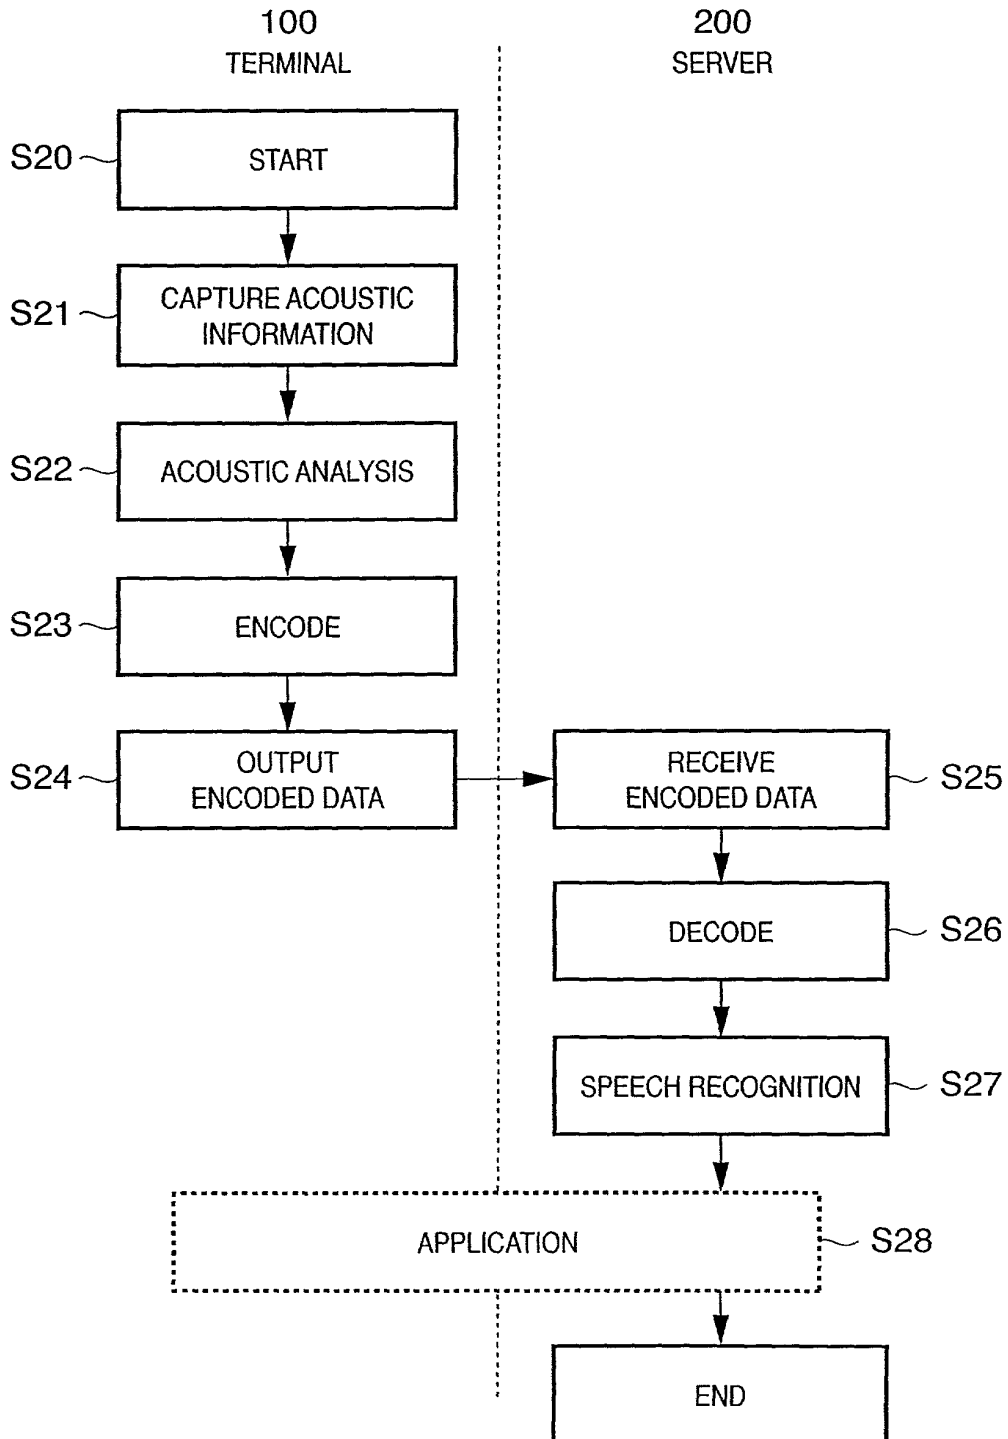 100
TERMINAL
200
SERVER
S20
START
S21
CAPTURE ACOUSTIC
INFORMATION
S22
ACOUSTIC ANALYSIS
S23
ENCODE
S24
OUTPUT
ENCODED DATA
RECEIVE
ENCODED DATA
S25
DECODE
S26
SPEECH RECOGNITION
S27
APPLICATION
S28
END